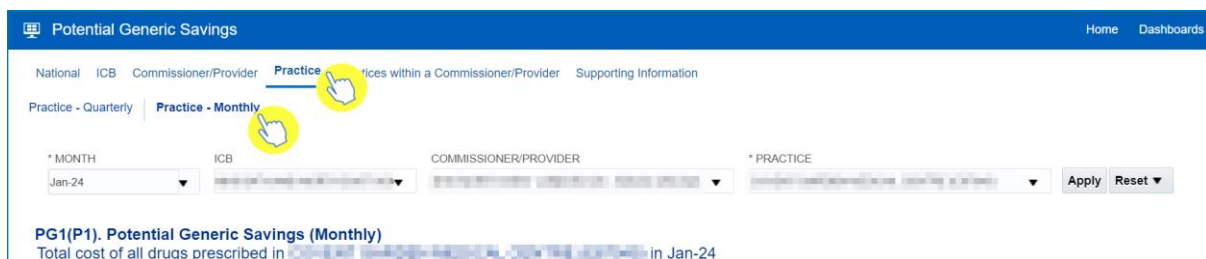 Potential Generic Savings Home Dashboards
National ICB Commissioner/Provider Practice within a Commissioner/Provider Supporting Information
Practice - Quarterly Practice - Monthly
* MONTH ICB COMMISSIONER/PROVIDER * PRACTICE
Jan-24 Apply Reset
PG1(P1). Potential Generic Savings (Monthly)
Total cost of all drugs prescribed in in Jan-24